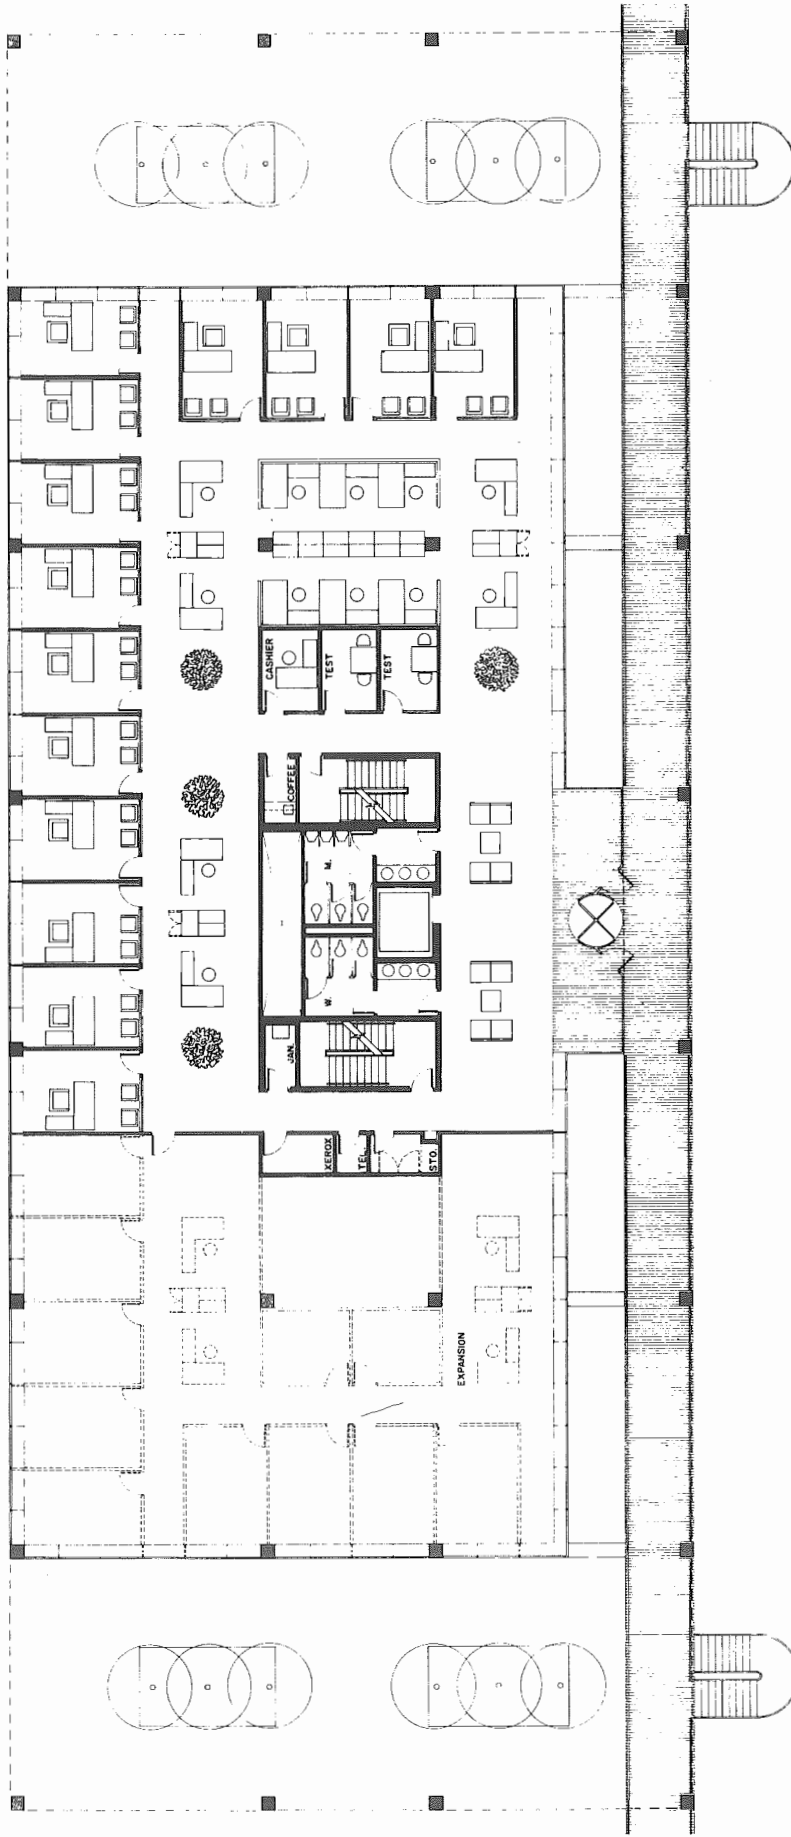 CASHIER
TEST
TEST
COFFEE
M.
W.
JAN.
XEROX
TEL.
STO.
EXPANSION